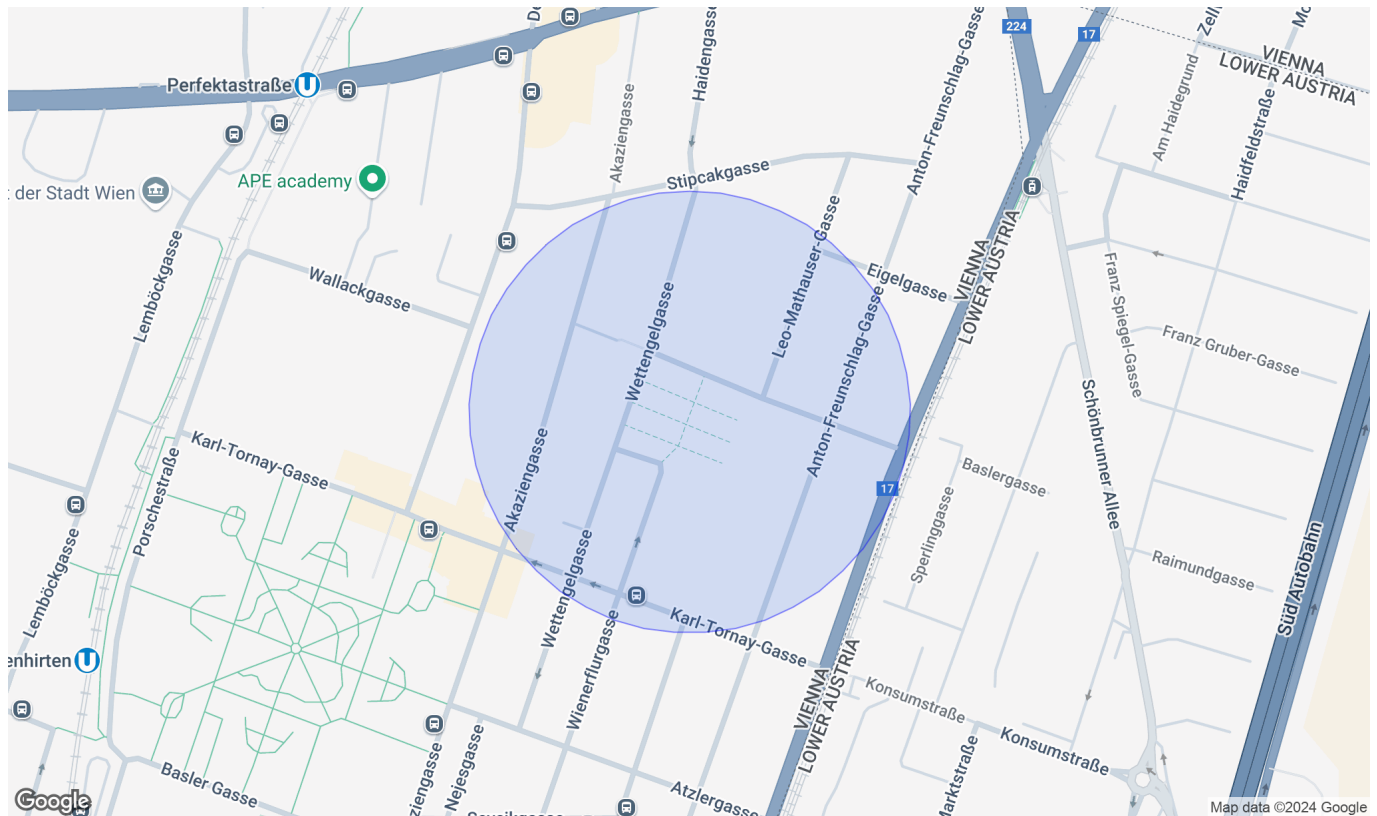 224
17
VIENNA
LOWER AUSTRIA
Perfektastraße
APE academy
t der Stadt Wien
Akaziengasse
Haidengasse
Anton-Freunschlag-Gasse
Am Haidegrund
Haidfeldstraße
Stipcakgasse
Lemböckgasse
Wallackgasse
Wettengelgasse
Leo-Mathauser-Gasse
Eigelgasse
VIENNA
LOWER AUSTRIA
Franz Spiegel-Gasse
Franz Gruber-Gasse
Anton-Freunschlag-Gasse
Schönbrunner Allee
Karl-Tornay-Gasse
Porschestraße
Akaziengasse
17
Baslergasse
Sperlinggasse
Raimundgasse
Süd Autobahn
Lemböckgasse
Wettengelgasse
Wienerflurgasse
Karl-Tornay-Gasse
enhirten
VIENNA
LOWER AUSTRIA
Konsumstraße
Konsumstraße
Marktstraße
Basler Gasse
ziengasse
Nejesgasse
Atzlergasse
Google
Map data ©2024 Google